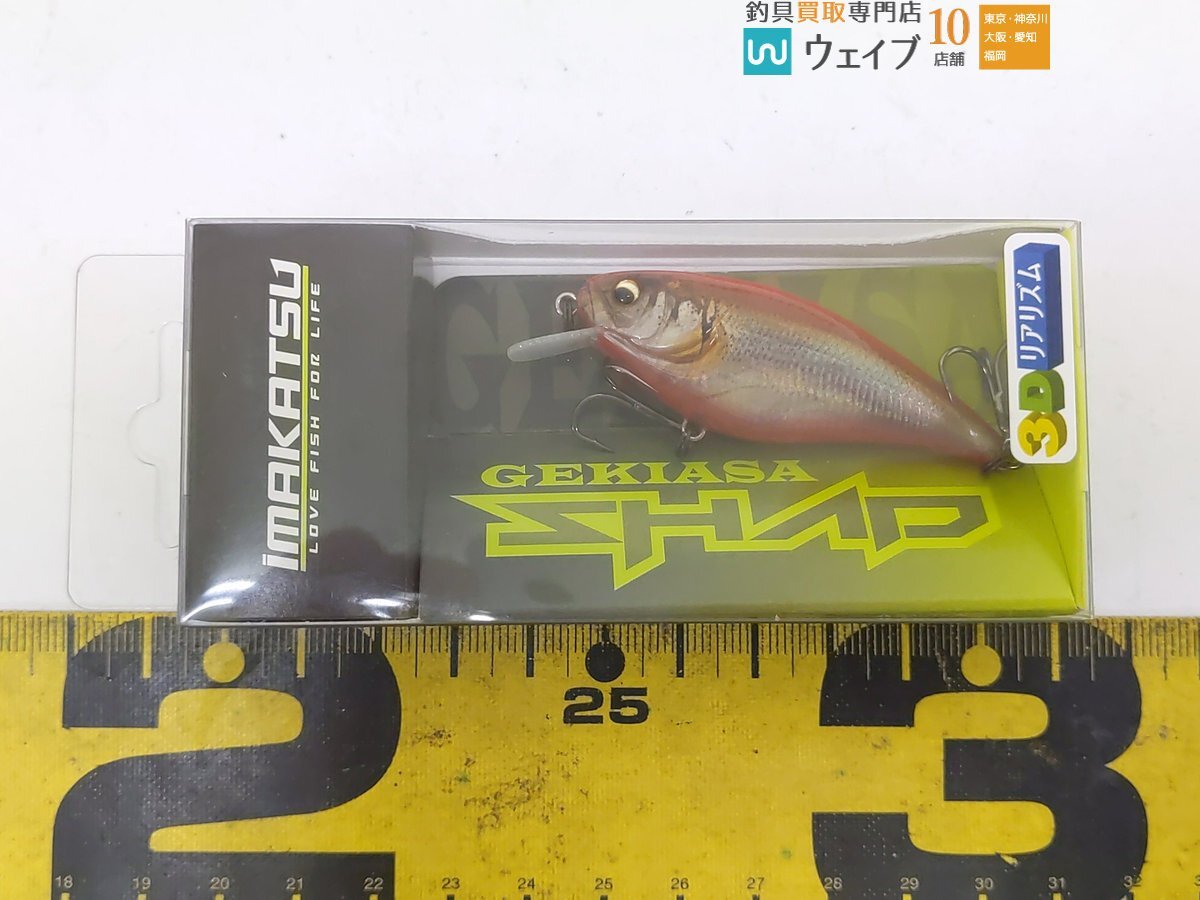 釣具買取専門店
ウェイブ
10
店舗
東京・神奈川
大阪・愛知
福岡
iMAKATSU
LOVE FISH FOR LIFE
GEKIASA
3D リアリズム
GEKIASA
SHAD
25
2
3
18 19 20 21 22 23 24 25 26 27 28 29 30 31 32